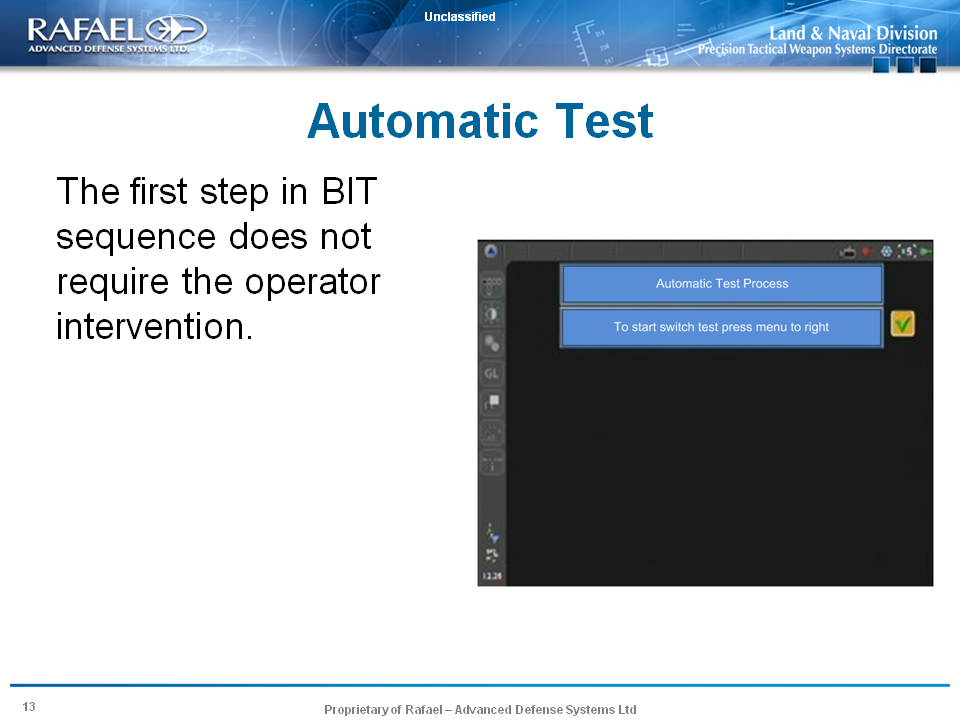 Unclassified
RAFAEL
ADVANCED DEFENSE SYSTEMS LTD.
Land & Naval Division
Precision Tactical Weapon Systems Directorate
Automatic Test
The first step in BIT
sequence does not
require the operator
intervention.
Automatic Test Process
To start switch test press menu to right
GL
12.26
13
Proprietary of Rafael – Advanced Defense Systems Ltd